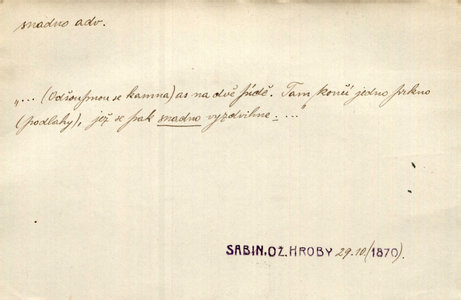 snadno adv.
"... (Odšoupnou se kamna) as na dvě pídě. Tam končí jedno prkno
(podlahy), jež se pak snadno vyzdvihne. ..."
SABIN, OŽ. HROBY 29.10 (1870).